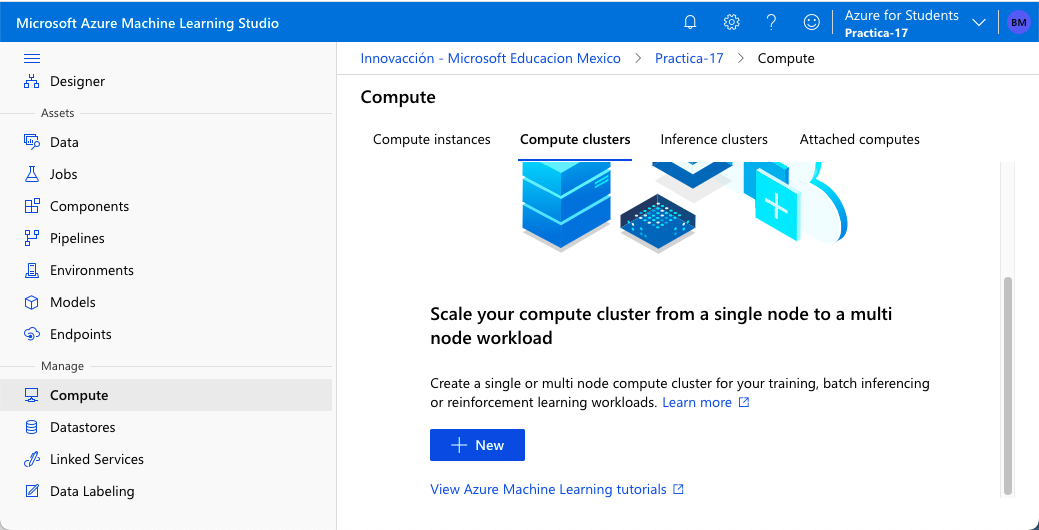 Microsoft Azure Machine Learning Studio
Azure for Students
Practica-17
BM
Designer
Assets
Data
Jobs
Components
Pipelines
Environments
Models
Endpoints
Manage
Compute
Datastores
Linked Services
Data Labeling
Innovacción - Microsoft Educacion Mexico > Practica-17 > Compute
Compute
Compute instances Compute clusters Inference clusters Attached computes
Scale your compute cluster from a single node to a multi
node workload
Create a single or multi node compute cluster for your training, batch inferencing
or reinforcement learning workloads. Learn more
New
View Azure Machine Learning tutorials